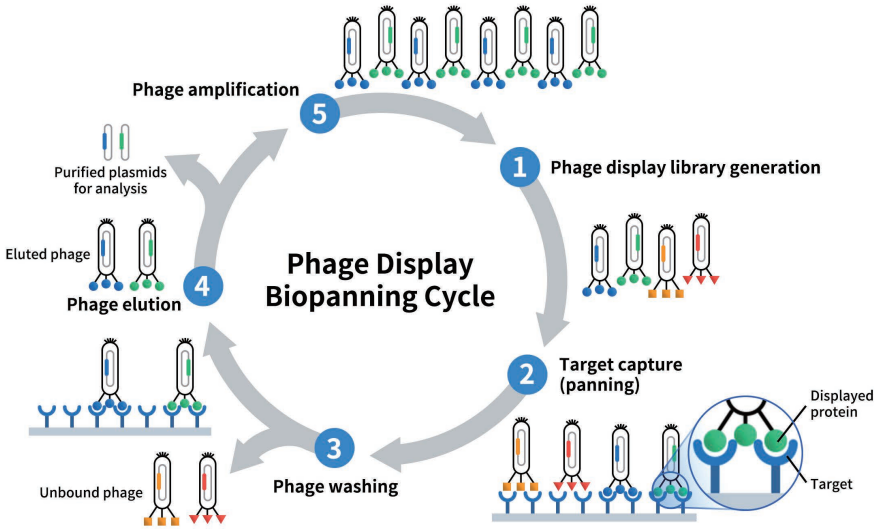 Phage Display
Biopanning Cycle
1
Phage display library generation
2
Target capture
(panning)
Displayed
protein
Target
3
Phage washing
Unbound phage
4
Phage elution
Eluted phage
Purified plasmids
for analysis
5
Phage amplification